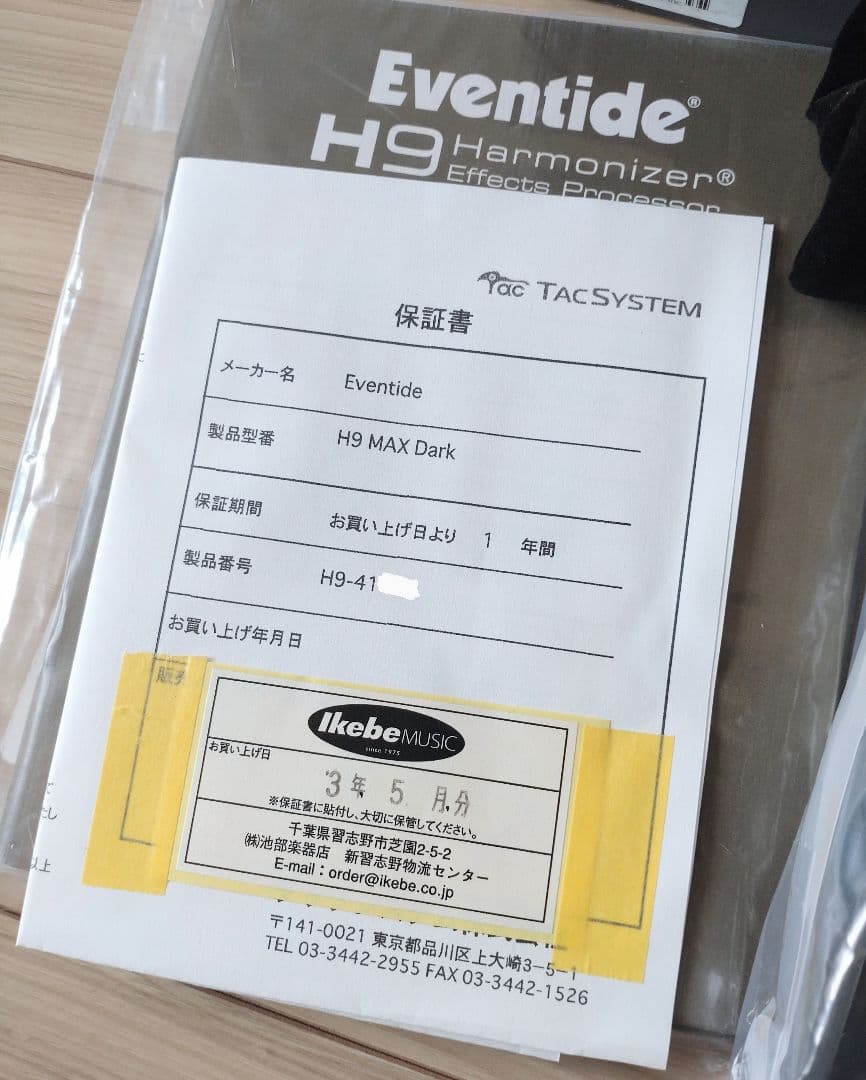 Eventide®
H9 Harmonizer®
Effects Processor
Tac TACSYSTEM
保証書
メーカー名 Eventide
製品型番 H9 MAX Dark
保証期間 お買い上げ日より 1 年間
製品番号 H9-41
お買い上げ年月日
販売
Ikebe MUSIC
since 1975
お買い上げ日
'3年 5 月分
※保証書に貼付し、大切に保管してください。
千葉県習志野市芝園2-5-2
㈱池部楽器店 新習志野物流センター
E-mail:order@ikebe.co.jp
〒141-0021 東京都品川区上大崎3-5-1
TEL 03-3442-2955 FAX 03-3442-1526
以上